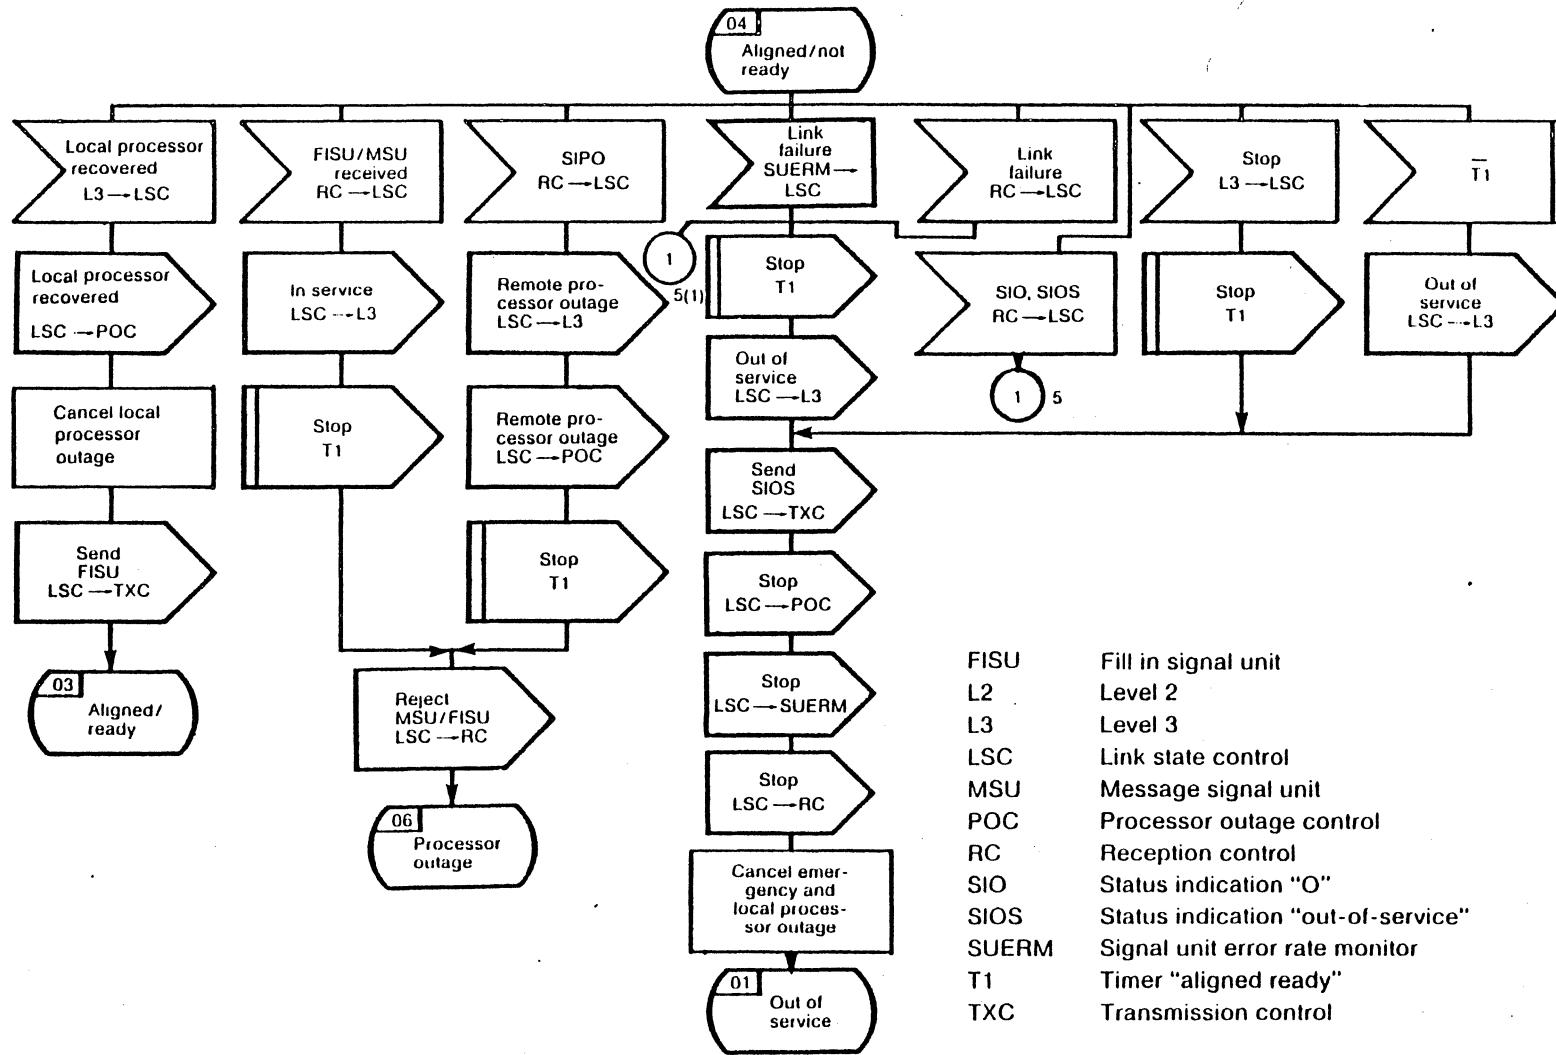 04
Aligned/not
ready
Local processor
recovered
L3→LSC
FISU/MSU
received
RC→LSC
SIPO
RC→LSC
Link
failure
SUERM→
LSC
Link
failure
RC→LSC
Stop
L3→LSC
T1
Local processor
recovered
LSC→POC
In service
LSC→L3
Remote pro-
cessor outage
LSC→L3
1
5(1)
Stop
T1
SIO, SIOS
RC→LSC
Stop
T1
Out of
service
LSC→L3
Cancel local
processor
outage
Stop
T1
Remote pro-
cessor outage
LSC→POC
Out of
service
LSC→L3
1
5
Send
FISU
LSC→TXC
Stop
T1
Send
SIOS
LSC→TXC
Stop
LSC→POC
03
Aligned/
ready
Reject
MSU/FISU
LSC→RC
Stop
LSC→SUERM
06
Processor
outage
Stop
LSC→RC
Cancel emer-
gency and
local proces-
sor outage
01
Out of
service
FISU Fill in signal unit
L2 Level 2
L3 Level 3
LSC Link state control
MSU Message signal unit
POC Processor outage control
RC Reception control
SIO Status indication "O"
SIOS Status indication "out-of-service"
SUERM Signal unit error rate monitor
T1 Timer "aligned ready"
TXC Transmission control